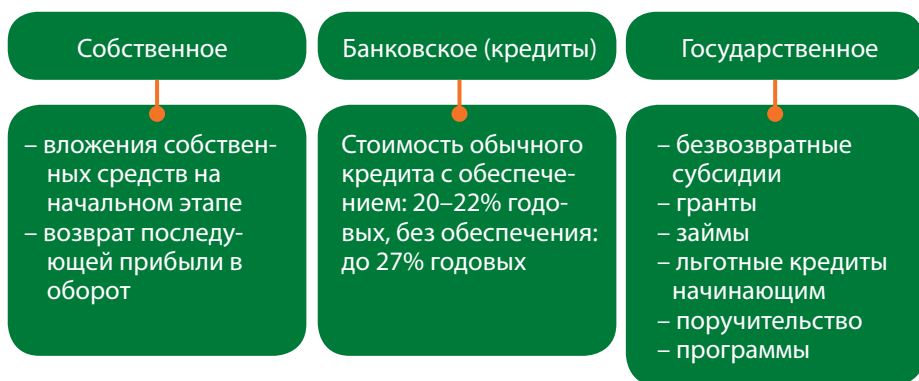 Собственное
– вложения собствен-
ных средств на
начальном этапе
– возврат последу-
ющей прибыли в
оборот
Банковское (кредиты)
Стоимость обычного
кредита с обеспече-
нием: 20–22% годо-
вых, без обеспечения:
до 27% годовых
Государственное
– безвозвратные
субсидии
– гранты
– займы
– льготные кредиты
начинающим
– поручительство
– программы